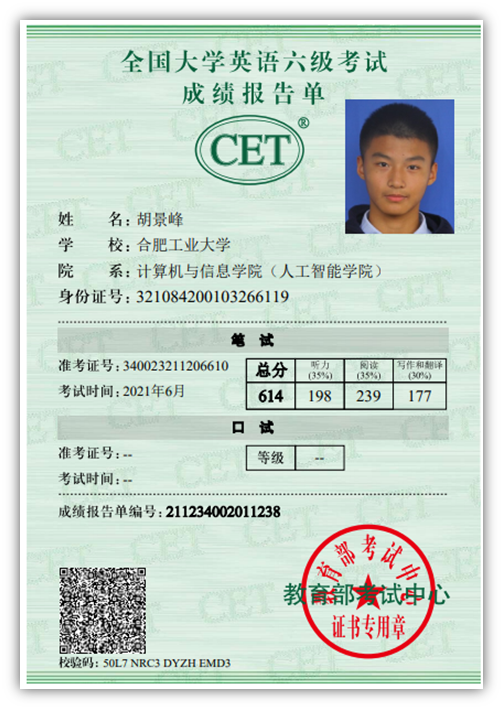 全国大学英语六级考试
成绩报告单
CET®
姓 名：胡景峰
学 校：合肥工业大学
院 系：计算机与信息学院（人工智能学院）
身份证号：321084200103266119
笔 试
准考证号：340023211206610
考试时间：2021年6月
总分 听力(35%) 阅读(35%) 写作和翻译(30%)
614 198 239 177
口 试
准考证号：--
考试时间：--
等级 --
成绩报告单编号：211234002011238
教育部考试中心
教育部考试中心
证书专用章
校验码：50L7 NRC3 DYZH EMD3